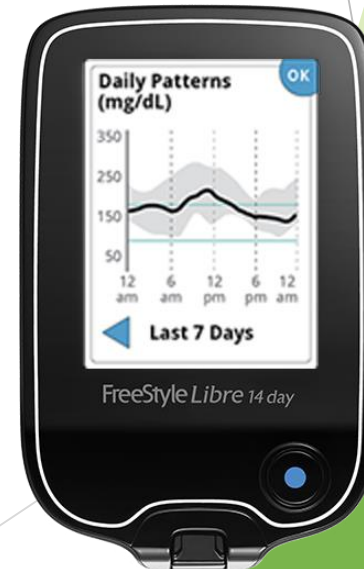 Daily Patterns
(mg/dL)
OK
350
250
150
50
12 6 12 6 12
am am pm pm am
Last 7 Days
FreeStyle Libre 14 day